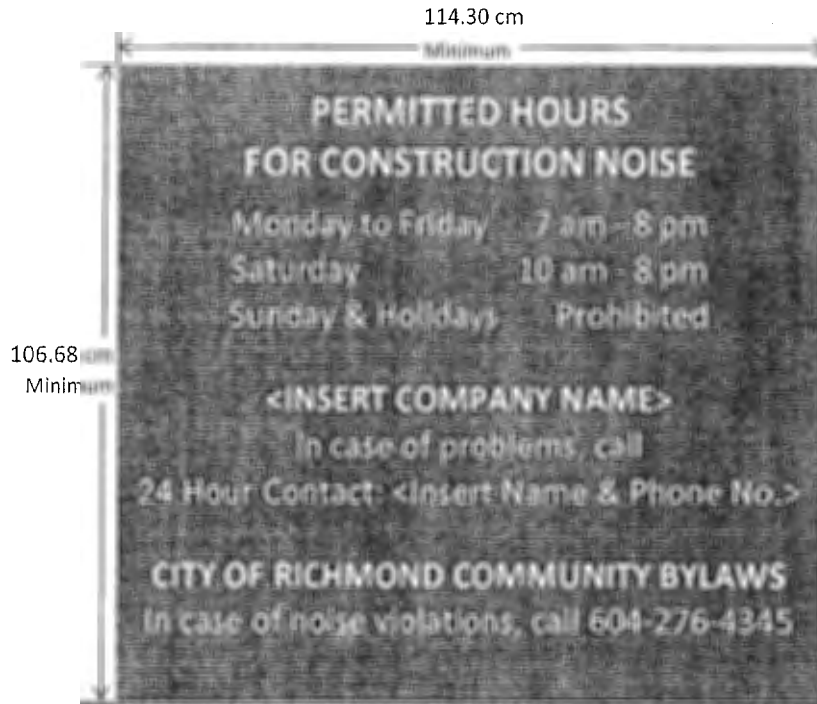 114.30 cm
Minimum
PERMITTED HOURS
FOR CONSTRUCTION NOISE
Monday to Friday 7 am - 8 pm
Saturday 10 am - 8 pm
Sunday & Holidays Prohibited
106.68 cm
Minimum
<INSERT COMPANY NAME>
In case of problems, call
24 Hour Contact: <Insert Name & Phone No.>
CITY OF RICHMOND COMMUNITY BYLAWS
In case of noise violations, call 604-276-4345